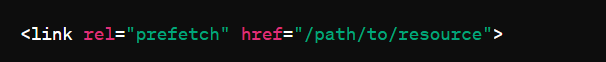 <link rel="prefetch" href="/path/to/resource">